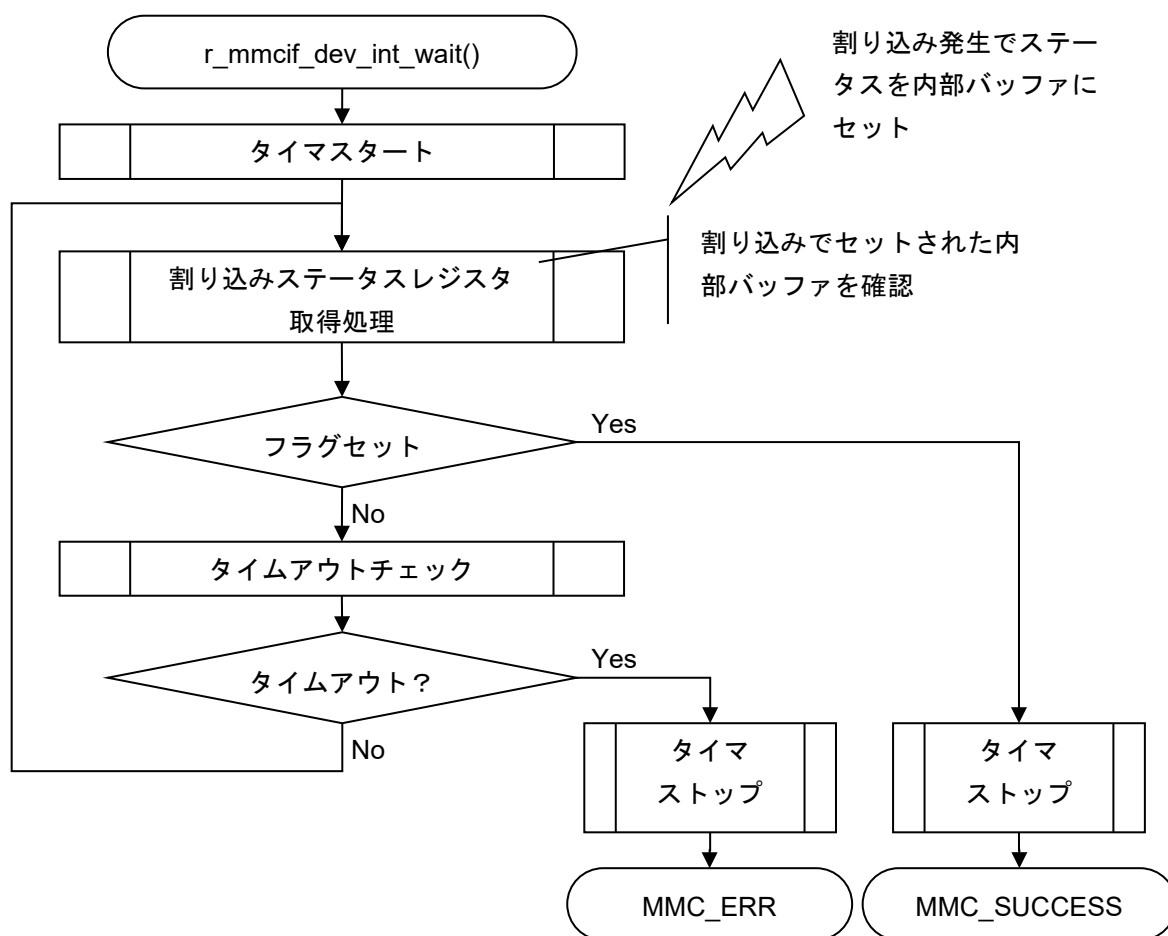 r_mmcif_dev_int_wait()
割り込み発生でステー
タスを内部バッファに
セット
タイマスタート
割り込みステータスレジスタ
取得処理
割り込みでセットされた内
部バッファを確認
フラグセット
Yes
No
タイムアウトチェック
タイムアウト？
Yes
No
タイマ
ストップ
タイマ
ストップ
MMC_ERR
MMC_SUCCESS